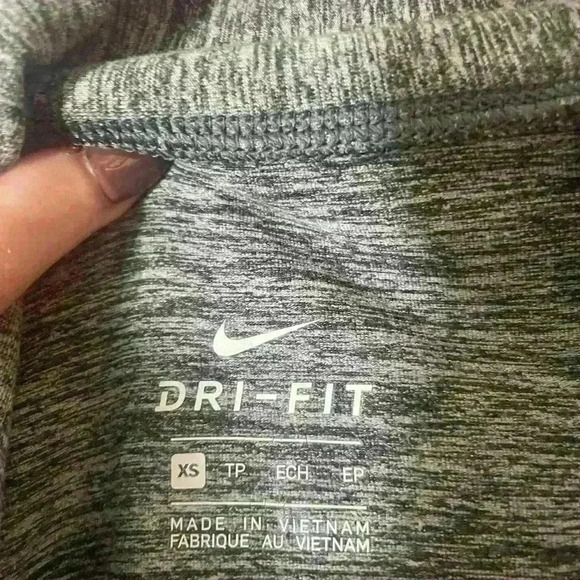 DRI-FIT
XS TP ECH EP
MADE IN VIETNAM
FABRIQUE AU VIETNAM